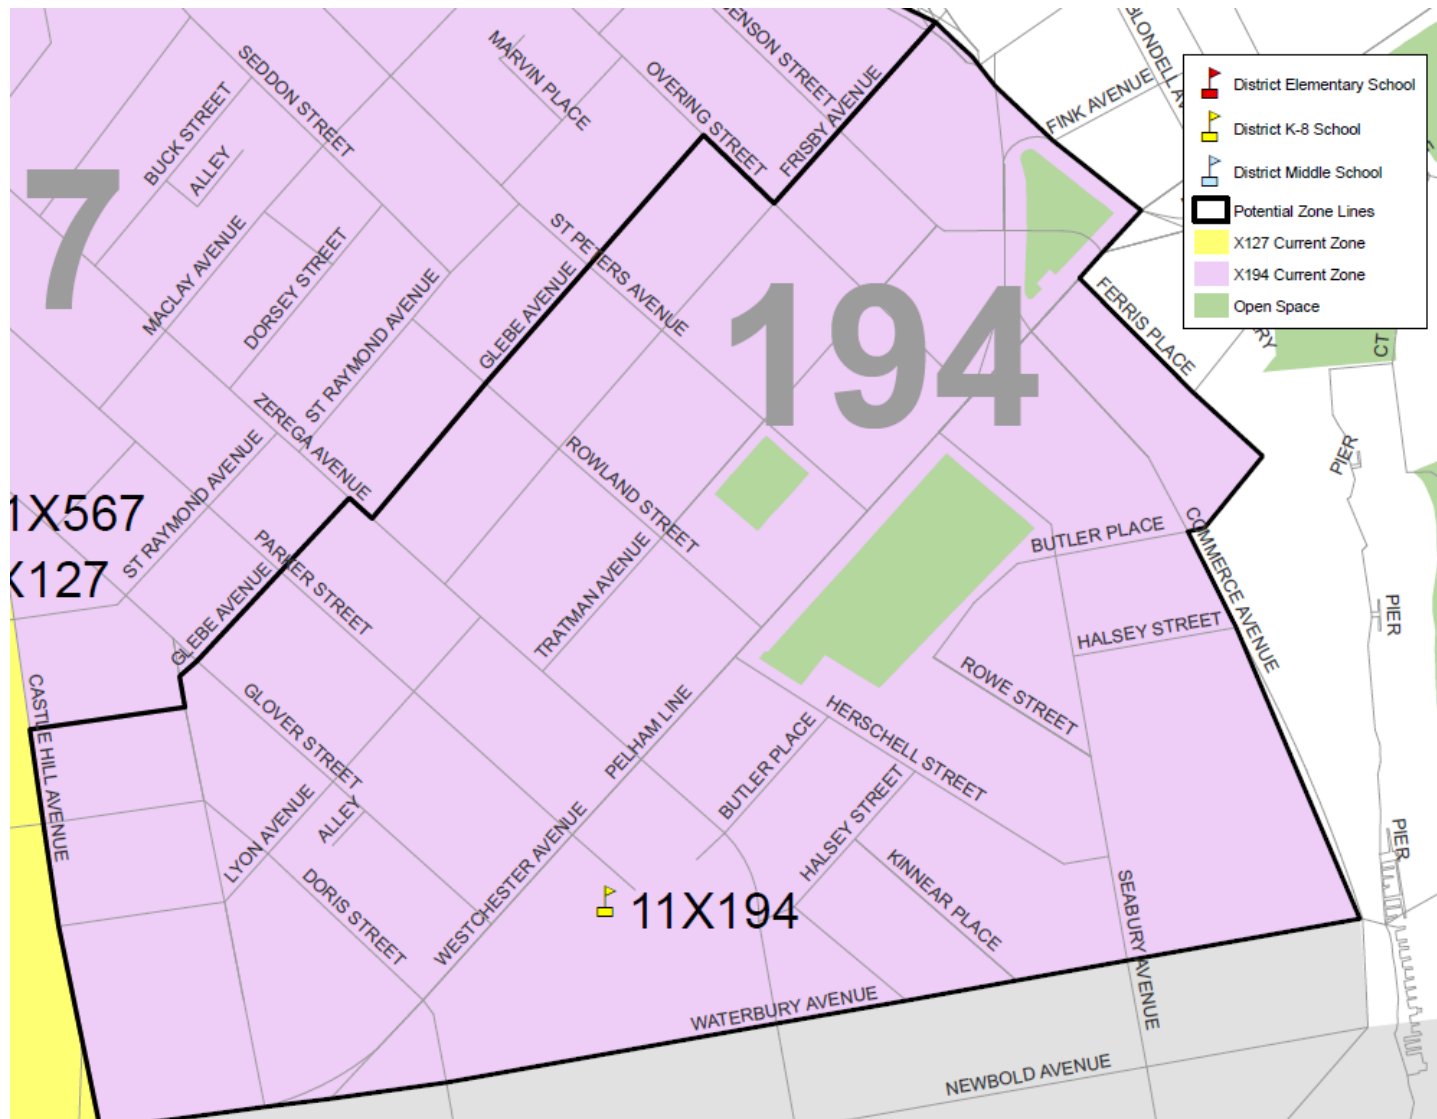 SEDDON STREET
MARVIN PLACE
BENSON STREET
OVERING STREET
FRISBY AVENUE
BUCK STREET
ALLEY
7
MACLAY AVENUE
DORSEY STREET
ST RAYMOND AVENUE
GLEBE AVENUE
ST PETERS AVENUE
194
FINK AVENUE
BLONDELL AV
FERRIS PLACE
District Elementary School
District K-8 School
District Middle School
Potential Zone Lines
X127 Current Zone
X194 Current Zone
Open Space
RY
CT
PIER
ZEREGA AVENUE
ST RAYMOND AVENUE
1X567
X127
PARKER STREET
GLEBE AVENUE
ROWLAND STREET
TRATMAN AVENUE
BUTLER PLACE
COMMERCE AVENUE
HALSEY STREET
ROWE STREET
PIER
CASTLE HILL AVENUE
GLOVER STREET
LYON AVENUE
ALLEY
DORIS STREET
PELHAM LINE
WESTCHESTER AVENUE
HERSCHELL STREET
BUTLER PLACE
HALSEY STREET
KINNEAR PLACE
11X194
SEABURY AVENUE
PIER
WATERBURY AVENUE
NEWBOLD AVENUE